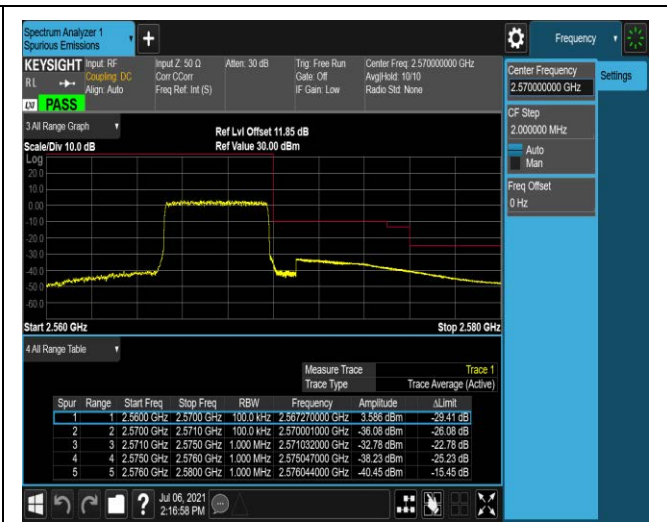 Spectrum Analyzer 1
Spurious Emissions
Frequency
KEYSIGHT
RL
LXI
PASS
Input: RF
Coupling: DC
Align: Auto
Input Z: 50 Ω
Corr CCorr
Freq Ref: Int (S)
Atten: 30 dB
Trig: Free Run
Gate: Off
IF Gain: Low
Center Freq: 2.570000000 GHz
Avg|Hold: 10/10
Radio Std: None
Center Frequency
2.570000000 GHz
Settings
CF Step
2.000000 MHz
Auto
Man
Freq Offset
0 Hz
3 All Range Graph
Scale/Div 10.0 dB
Ref Lvl Offset 11.85 dB
Ref Value 30.00 dBm
Log
20.0
10.0
0.00
-10.0
-20.0
-30.0
-40.0
-50.0
-60.0
Start 2.560 GHz
Stop 2.580 GHz
4 All Range Table
Measure Trace Trace 1
Trace Type Trace Average (Active)
Spur Range Start Freq Stop Freq RBW Frequency Amplitude ΔLimit
1 1 2.5600 GHz 2.5700 GHz 100.0 kHz 2.567270000 GHz 3.586 dBm -29.41 dB
2 2 2.5700 GHz 2.5710 GHz 100.0 kHz 2.570001000 GHz -36.08 dBm -26.08 dB
3 3 2.5710 GHz 2.5750 GHz 1.000 MHz 2.571032000 GHz -32.78 dBm -22.78 dB
4 4 2.5750 GHz 2.5760 GHz 1.000 MHz 2.575047000 GHz -38.23 dBm -25.23 dB
5 5 2.5760 GHz 2.5800 GHz 1.000 MHz 2.576044000 GHz -40.45 dBm -15.45 dB
Jul 06, 2021
2:16:58 PM